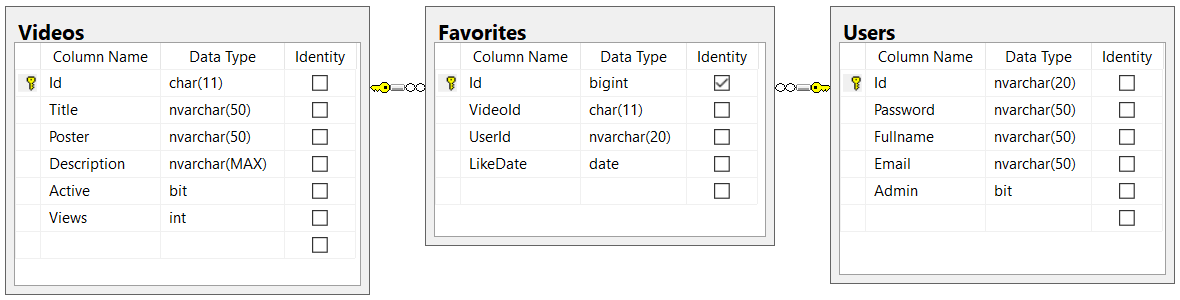 Videos
Column Name Data Type Identity
Id char(11)
Title nvarchar(50)
Poster nvarchar(50)
Description nvarchar(MAX)
Active bit
Views int
Favorites
Column Name Data Type Identity
Id bigint
VideoId char(11)
UserId nvarchar(20)
LikeDate date
Users
Column Name Data Type Identity
Id nvarchar(20)
Password nvarchar(50)
Fullname nvarchar(50)
Email nvarchar(50)
Admin bit